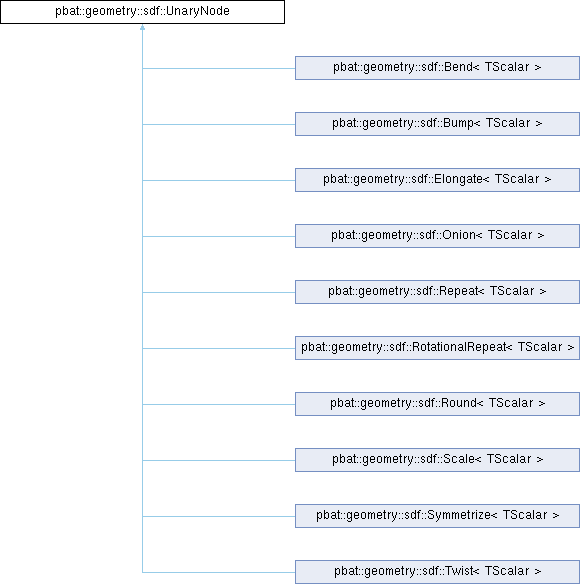 pbat::geometry::sdf::UnaryNode
pbat::geometry::sdf::Bend< TScalar >
pbat::geometry::sdf::Bump< TScalar >
pbat::geometry::sdf::Elongate< TScalar >
pbat::geometry::sdf::Onion< TScalar >
pbat::geometry::sdf::Repeat< TScalar >
pbat::geometry::sdf::RotationalRepeat< TScalar >
pbat::geometry::sdf::Round< TScalar >
pbat::geometry::sdf::Scale< TScalar >
pbat::geometry::sdf::Symmetrize< TScalar >
pbat::geometry::sdf::Twist< TScalar >